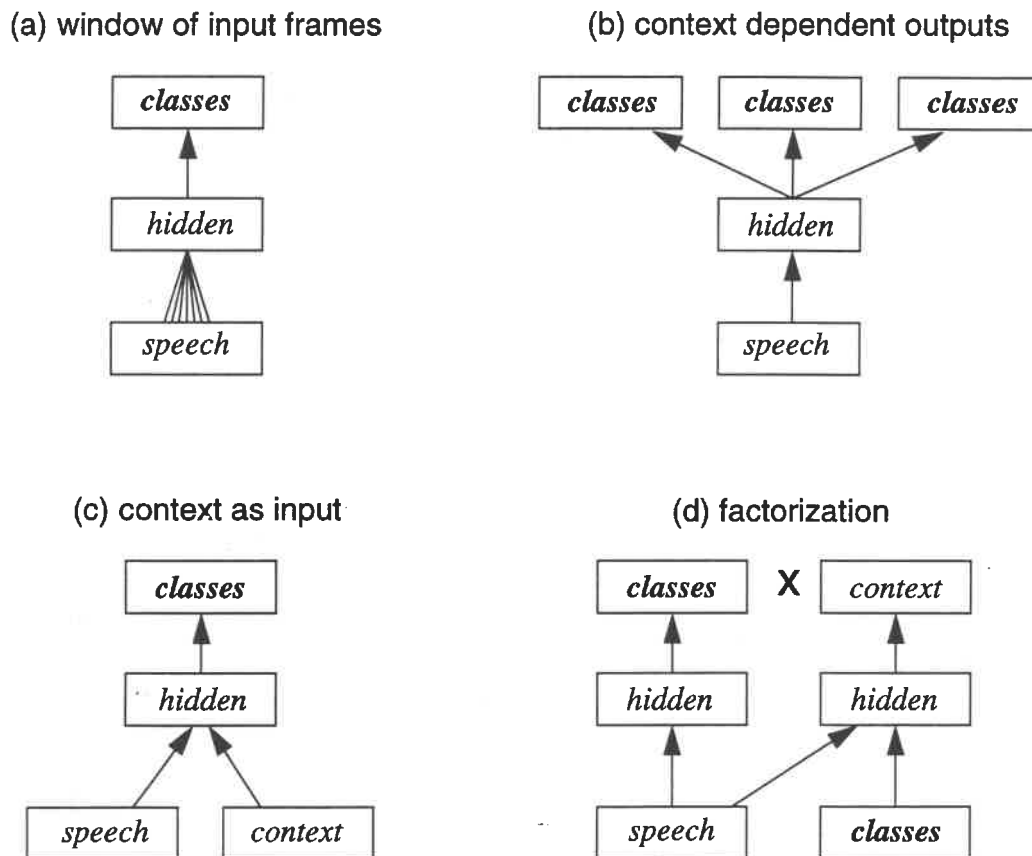 (a) window of input frames
classes
hidden
speech
(b) context dependent outputs
classes classes classes
hidden
speech
(c) context as input
classes
hidden
speech context
(d) factorization
classes X context
hidden hidden
speech classes